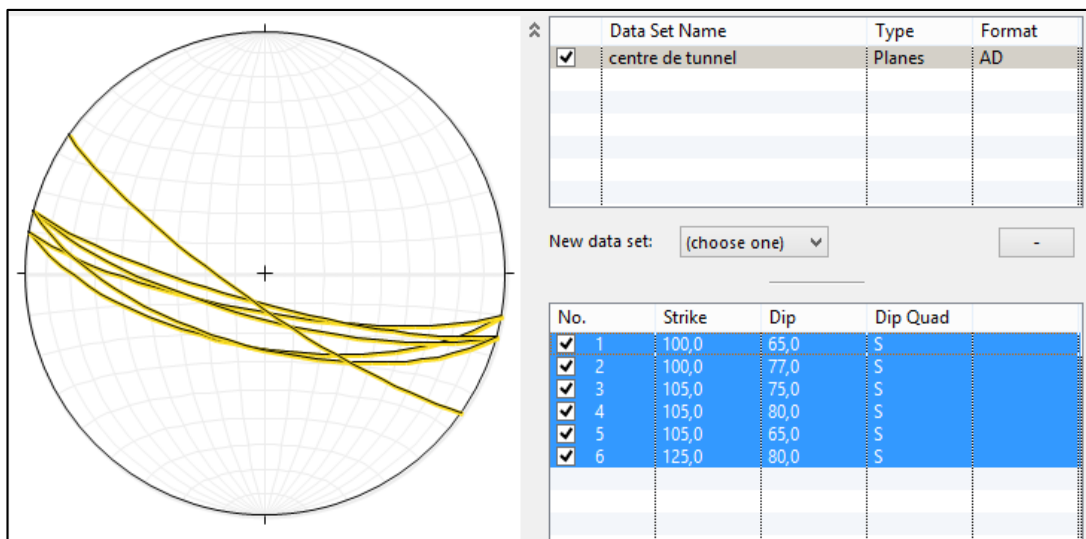 Data Set Name Type Format
centre de tunnel Planes AD
New data set: (choose one) -
No. Strike Dip Dip Quad
1 100,0 65,0 S
2 100,0 77,0 S
3 105,0 75,0 S
4 105,0 80,0 S
5 105,0 65,0 S
6 125,0 80,0 S